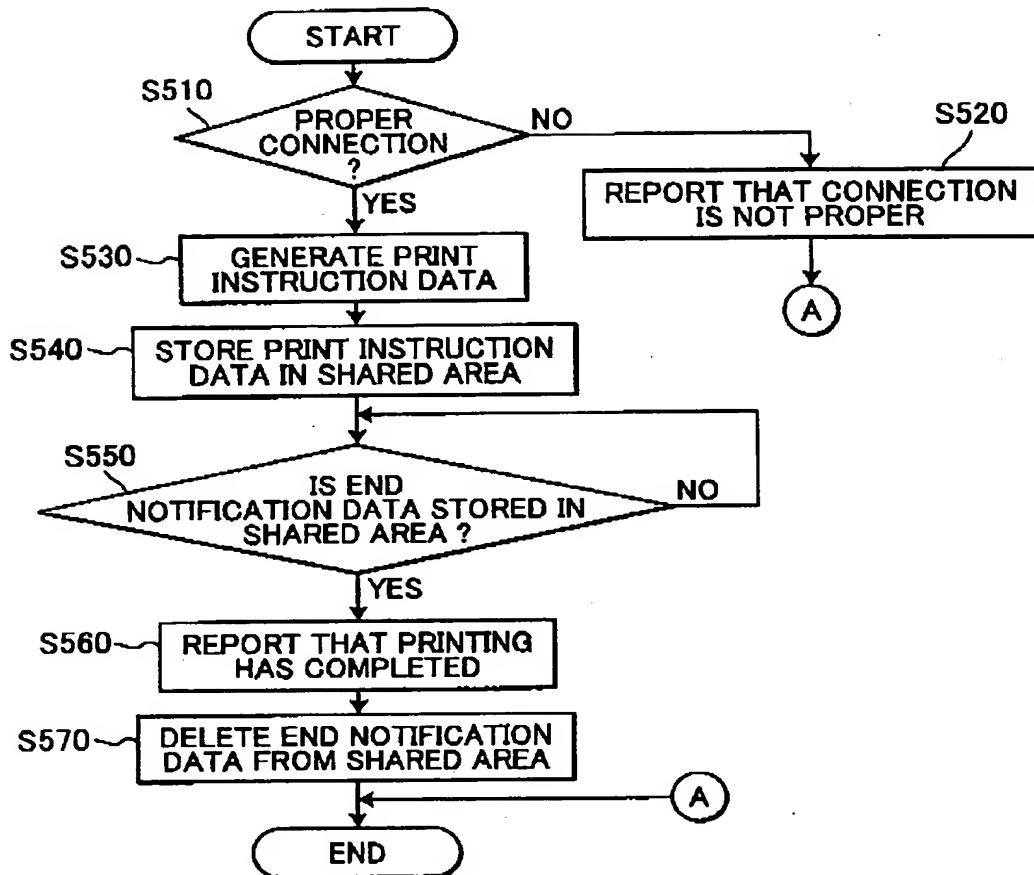 START
S510
PROPER
CONNECTION
?
NO
YES
S520
REPORT THAT CONNECTION
IS NOT PROPER
A
S530
GENERATE PRINT
INSTRUCTION DATA
S540
STORE PRINT INSTRUCTION
DATA IN SHARED AREA
S550
IS END
NOTIFICATION DATA STORED IN
SHARED AREA ?
NO
YES
S560
REPORT THAT PRINTING
HAS COMPLETED
S570
DELETE END NOTIFICATION
DATA FROM SHARED AREA
A
END